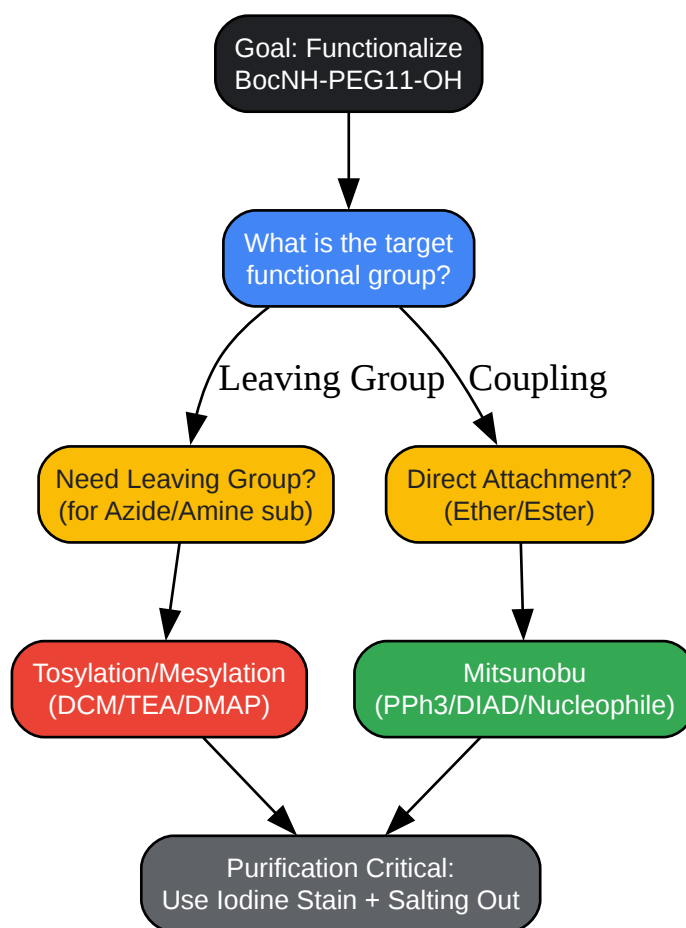 Goal: Functionalize
BocNH-PEG11-OH
What is the target
functional group?
Leaving Group
Coupling
Need Leaving Group?
(for Azide/Amine sub)
Direct Attachment?
(Ether/Ester)
Tosylation/Mesylation
(DCM/TEA/DMAP)
Mitsunobu
(PPh3/DIAD/Nucleophile)
Purification Critical:
Use Iodine Stain + Salting Out